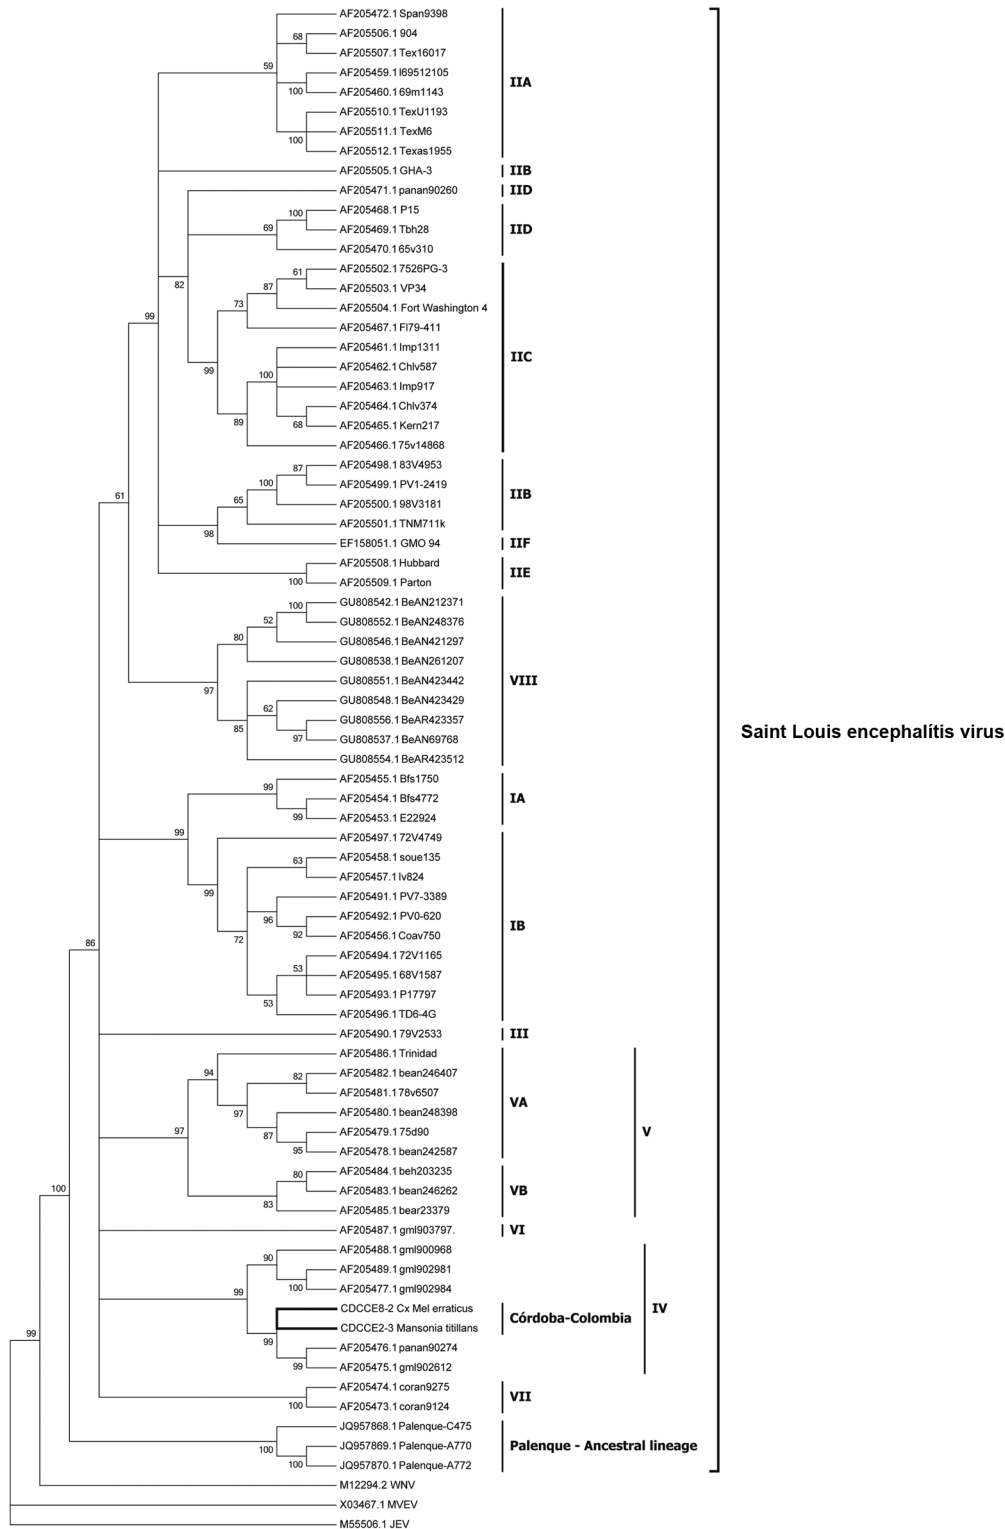 AF205472.1 Span9398
68
AF205506.1 904
AF205507.1 Tex16017
59
AF205459.1 I69512105
IIA
100
AF205460.1 69m1143
AF205510.1 TexU1193
AF205511.1 TexM6
100
AF205512.1 Texas1955
AF205505.1 GHA-3
IIB
AF205471.1 panan90260
IID
100
AF205468.1 P15
69
AF205469.1 Tbh28
IID
AF205470.1 65v310
61
AF205502.1 7526PG-3
82
87
AF205503.1 VP34
73
AF205504.1 Fort Washington 4
99
AF205467.1 Fl79-411
AF205461.1 Imp1311
IIC
99
100
AF205462.1 Chlv587
AF205463.1 Imp917
AF205464.1 Chlv374
89
68
AF205465.1 Kern217
AF205466.1 75v14868
87
AF205498.1 83V4953
100
AF205499.1 PV1-2419
IIB
61
65
AF205500.1 98V3181
AF205501.1 TNM711k
98
EF158051.1 GMO 94
IIF
AF205508.1 Hubbard
IIE
100
AF205509.1 Parton
100
GU808542.1 BeAN212371
52
GU808552.1 BeAN248376
80
GU808546.1 BeAN421297
GU808538.1 BeAN261207
97
GU808551.1 BeAN423442
VIII
62
GU808548.1 BeAN423429
85
GU808556.1 BeAR423357
97
GU808537.1 BeAN69768
Saint Louis encephalítis virus
GU808554.1 BeAR423512
99
AF205455.1 Bfs1750
AF205454.1 Bfs4772
IA
99
AF205453.1 E22924
99
AF205497.1 72V4749
63
AF205458.1 soue135
99
AF205457.1 lv824
AF205491.1 PV7-3389
96
AF205492.1 PV0-620
IB
72
92
AF205456.1 Coav750
86
AF205494.1 72V1165
53
AF205495.1 68V1587
53
AF205493.1 P17797
AF205496.1 TD6-4G
AF205490.1 79V2533
III
AF205486.1 Trinidad
94
82
AF205482.1 bean246407
AF205481.1 78v6507
VA
97
AF205480.1 bean248398
97
87
AF205479.1 75d90
V
95
AF205478.1 bean242587
80
AF205484.1 beh203235
100
83
AF205483.1 bean246262
VB
AF205485.1 bear23379
AF205487.1 gml903797.
VI
90
AF205488.1 gml900968
AF205489.1 gml902981
99
100
AF205477.1 gml902984
CDCCE8-2 Cx Mel erraticus
Córdoba-Colombia
IV
CDCCE2-3 Mansonia titillans
99
99
AF205476.1 panan90274
99
AF205475.1 gml902612
AF205474.1 coran9275
VII
100
AF205473.1 coran9124
JQ957868.1 Palenque-C475
100
JQ957869.1 Palenque-A770
Palenque - Ancestral lineage
100
JQ957870.1 Palenque-A772
M12294.2 WNV
X03467.1 MVEV
M55506.1 JEV